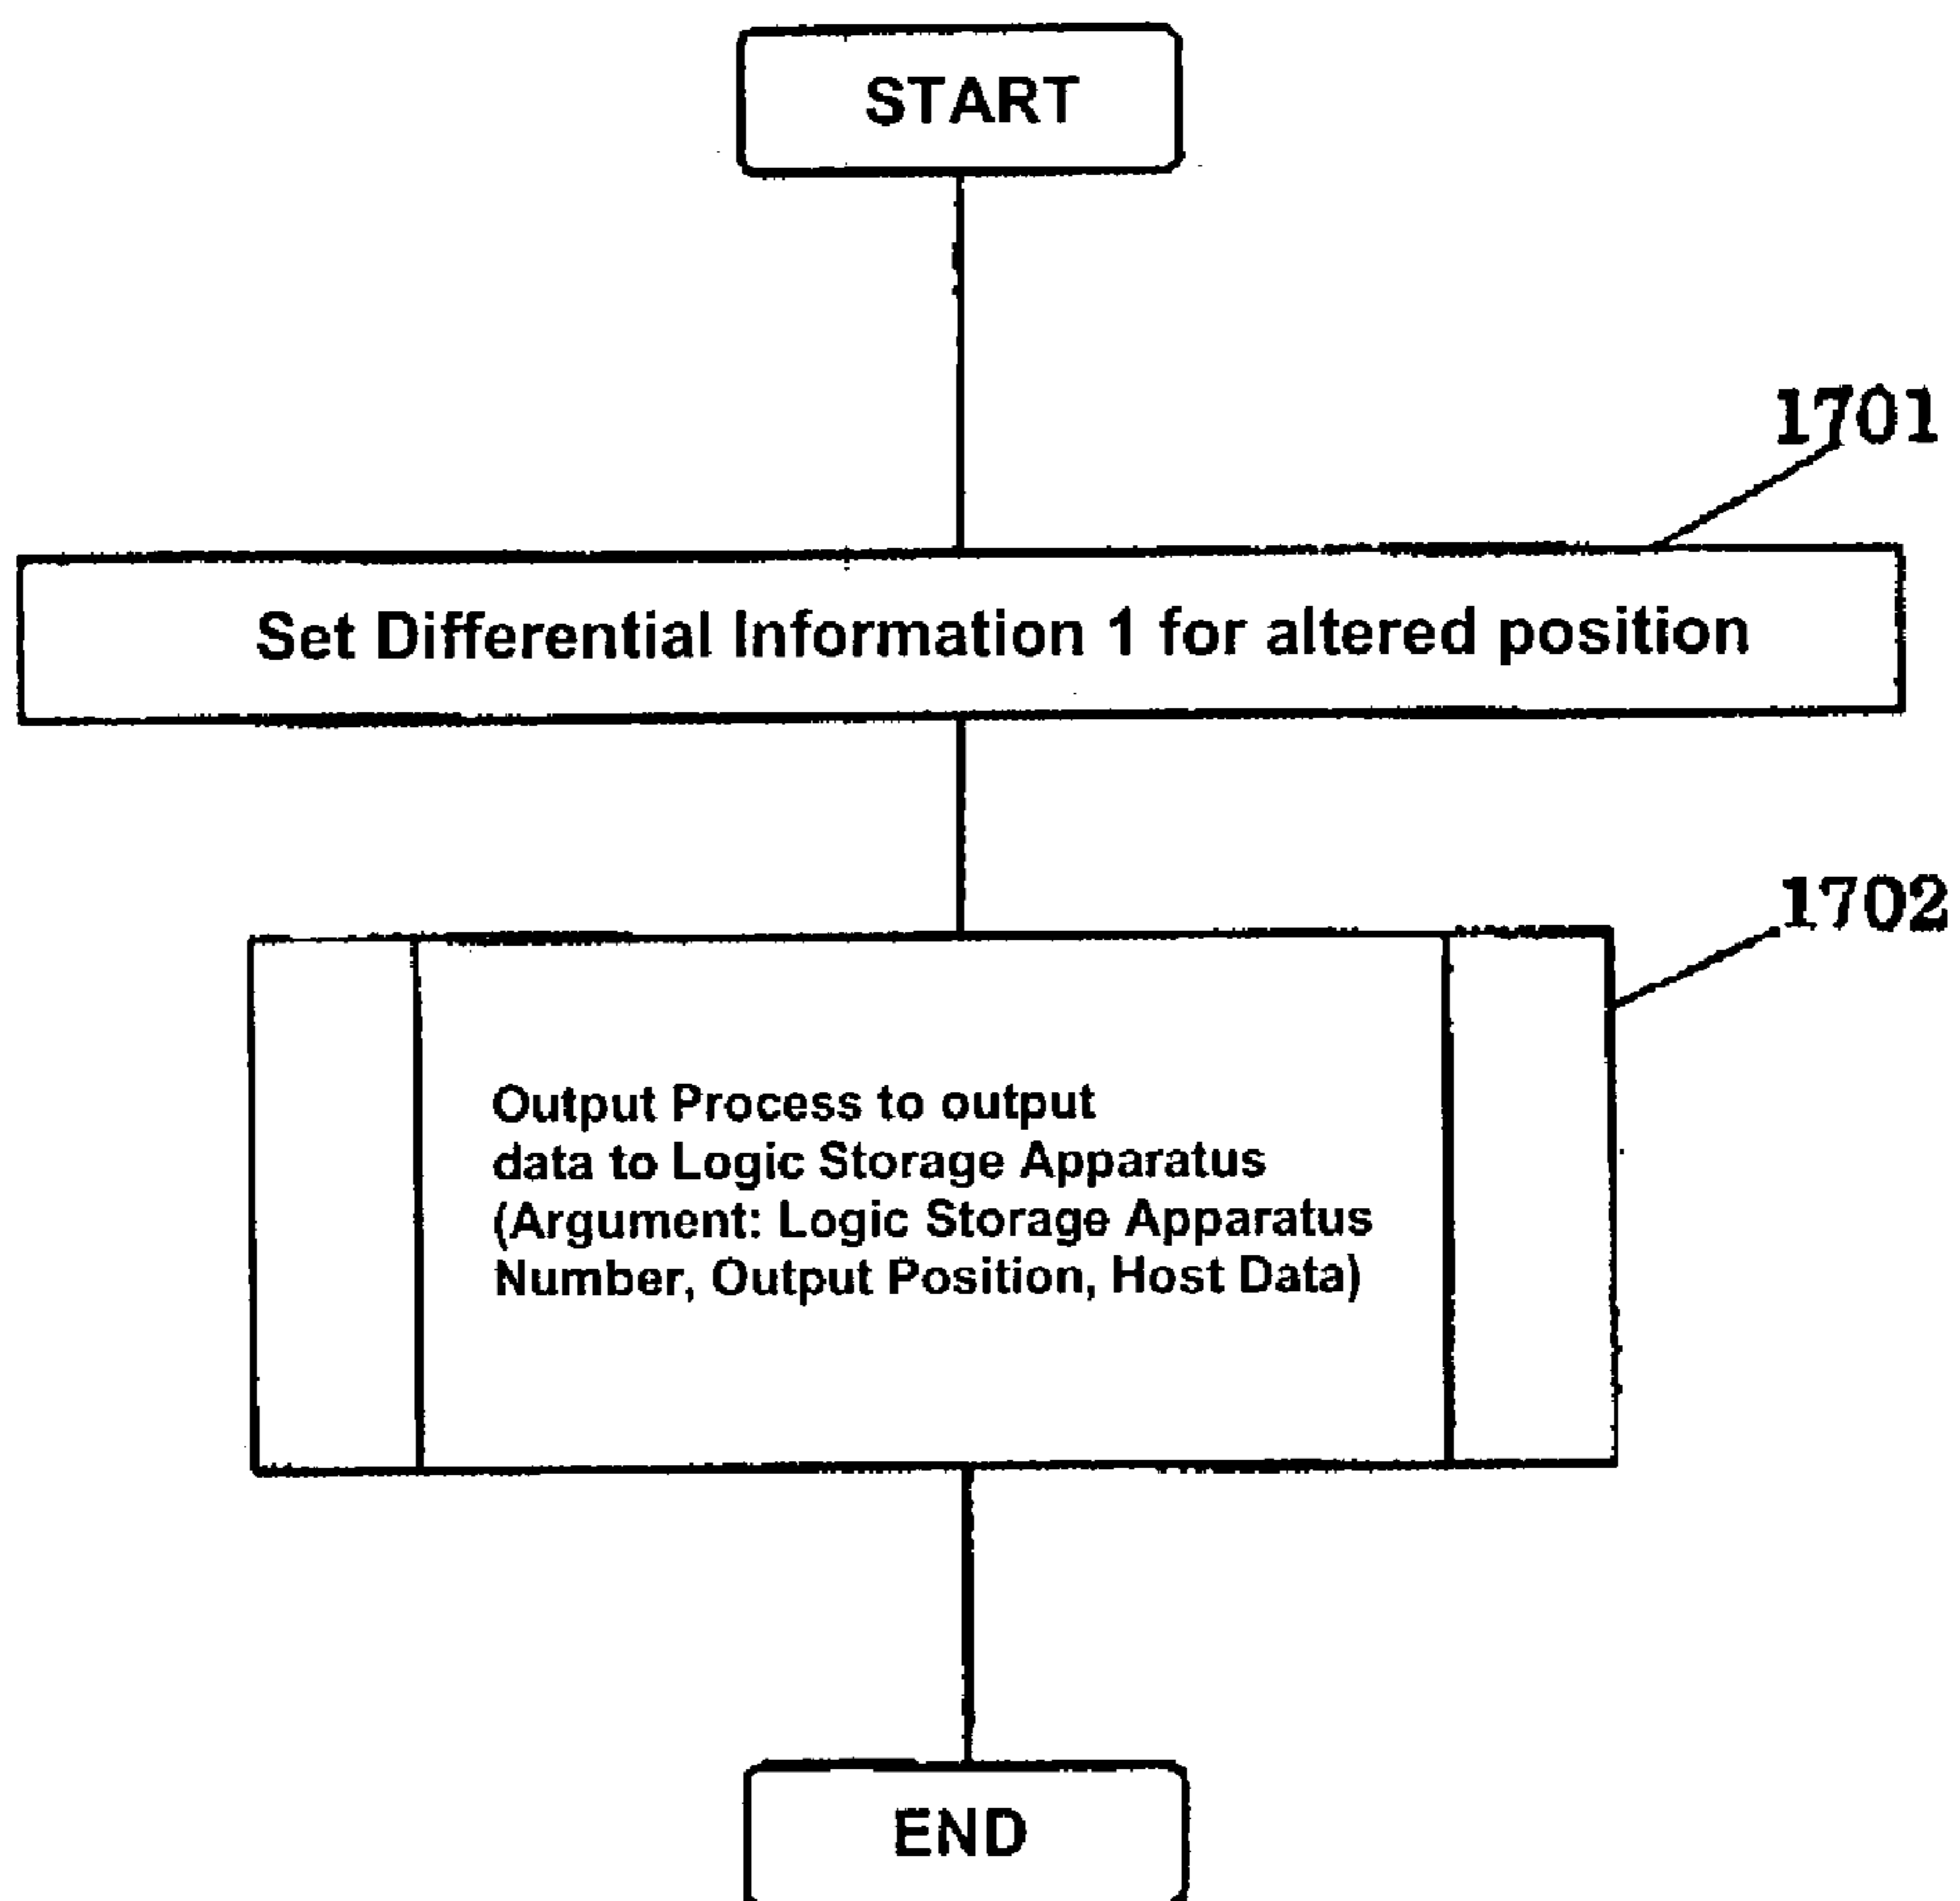 START
1701
Set Differential Information 1 for altered position
1702
Output Process to output
data to Logic Storage Apparatus
(Argument: Logic Storage Apparatus
Number, Output Position, Host Data)
END